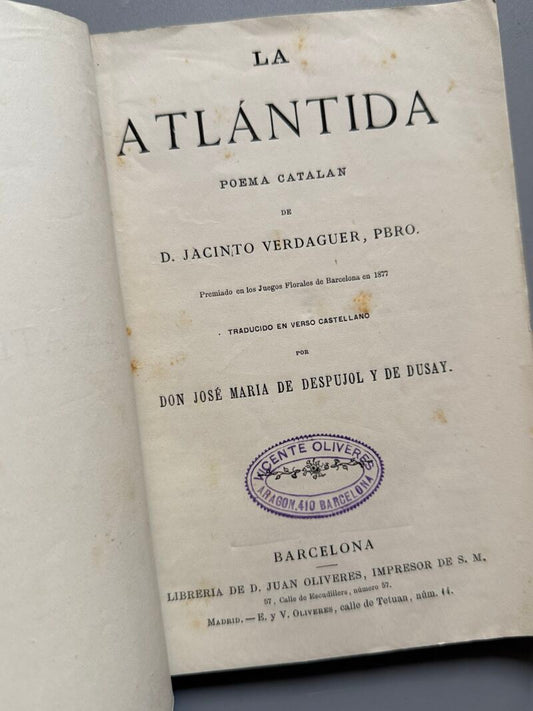 LA
ATLÁNTIDA
POEMA CATALAN
DE
D. JACINTO VERDAGUER, PBRO.
Premiado en los Juegos Florales de Barcelona en 1877
TRADUCIDO EN VERSO CASTELLANO
POR
DON JOSÉ MARIA DE DESPUJOL Y DE DUSAY.
VICENTE OLIVERES
ARAGON, 410 BARCELONA
BARCELONA
LIBRERIA DE D. JUAN OLIVERES, IMPRESOR DE S. M.
57, Calle de Escudillers, número 57.
MADRID.—E. y V. OLIVERES, calle de Tetuan, núm. 14.